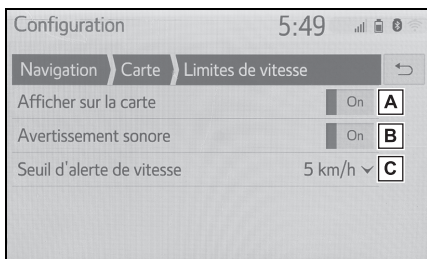 Configuration 5:49
Navigation Carte Limites de vitesse
Afficher sur la carte On A
Avertissement sonore On B
Seuil d'alerte de vitesse 5 km/h C